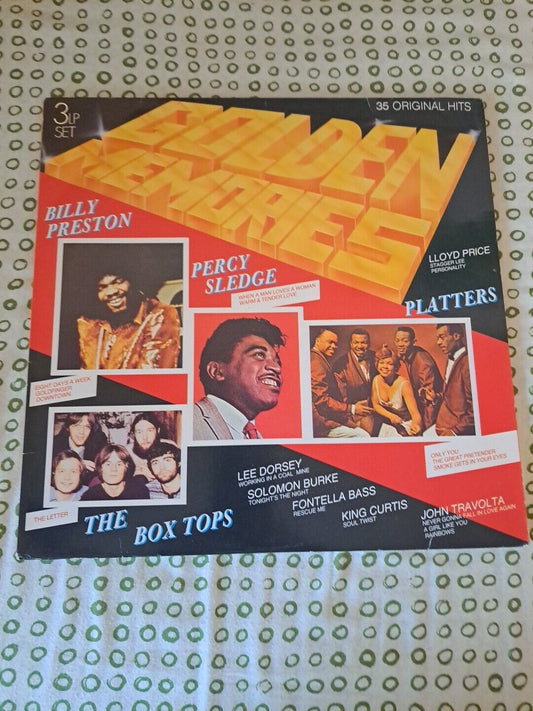 3LP
SET
35 ORIGINAL HITS
GOLDEN
MEMORIES
BILLY
PRESTON
PERCY
SLEDGE
WHEN A MAN LOVES A WOMAN
WARM & TENDER LOVE
LLOYD PRICE
STAGGER LEE
PERSONALITY
PLATTERS
EIGHT DAYS A WEEK
GOLDFINGER
DOWNTOWN
ONLY YOU
THE GREAT PRETENDER
SMOKE GETS IN YOUR EYES
THE LETTER
THE BOX TOPS
LEE DORSEY
WORKING IN A COAL MINE
SOLOMON BURKE
TONIGHT'S THE NIGHT
FONTELLA BASS
RESCUE ME
KING CURTIS
SOUL TWIST
JOHN TRAVOLTA
NEVER GONNA FALL IN LOVE AGAIN
A GIRL LIKE YOU
RAINBOWS